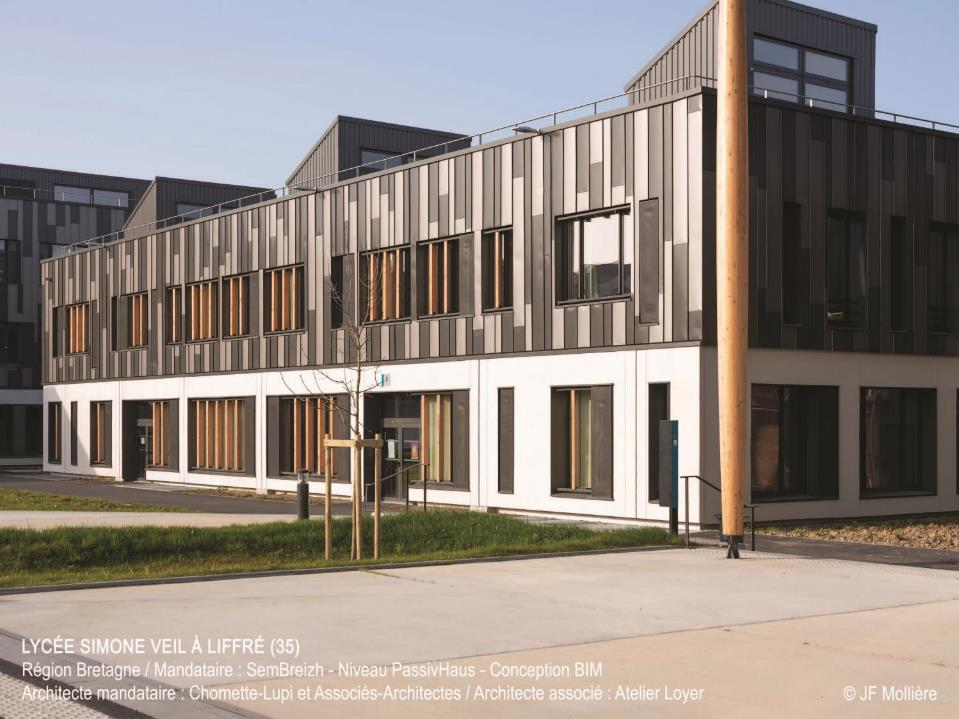 LYCÉE SIMONE VEIL À LIFFRÉ (35)
Région Bretagne / Mandataire : SemBreizh - Niveau PassivHaus - Conception BIM
Architecte mandataire : Chomette-Lupi et Associés-Architectes / Architecte associé : Atelier Loyer
© JF Mollière